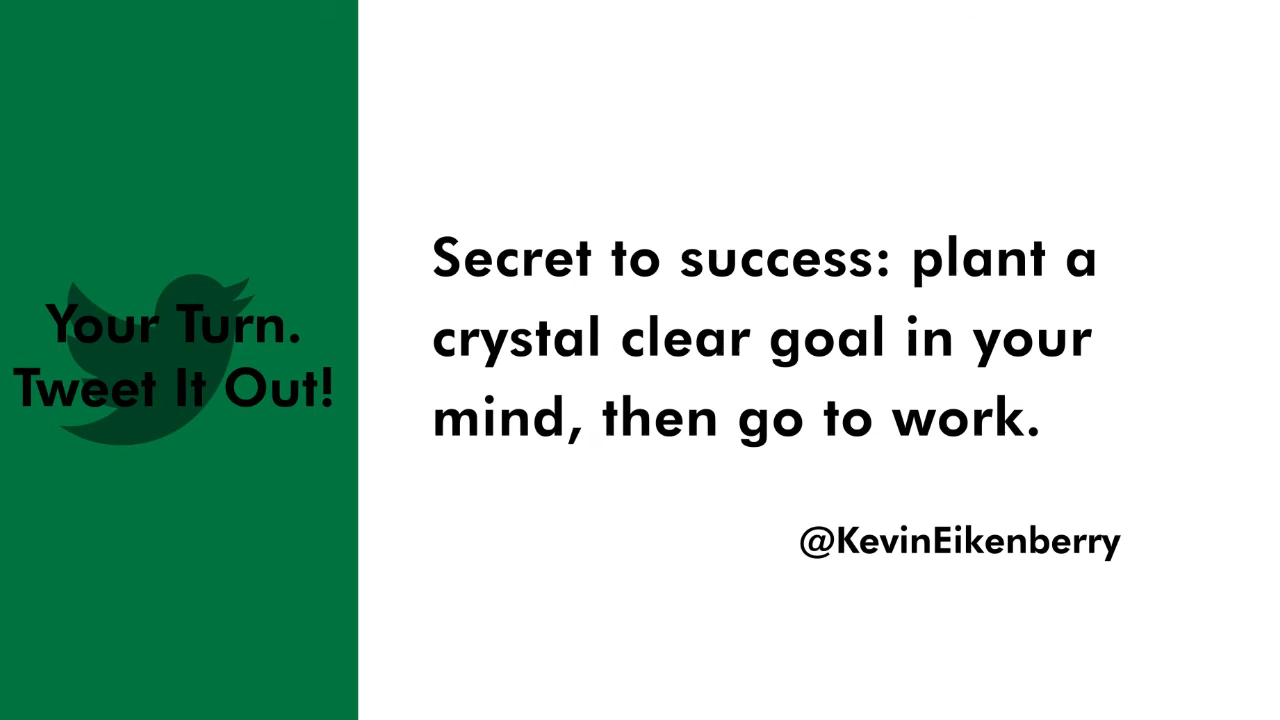 Your Turn.
Tweet It Out!
Secret to success: plant a
crystal clear goal in your
mind, then go to work.
@KevinEikenberry